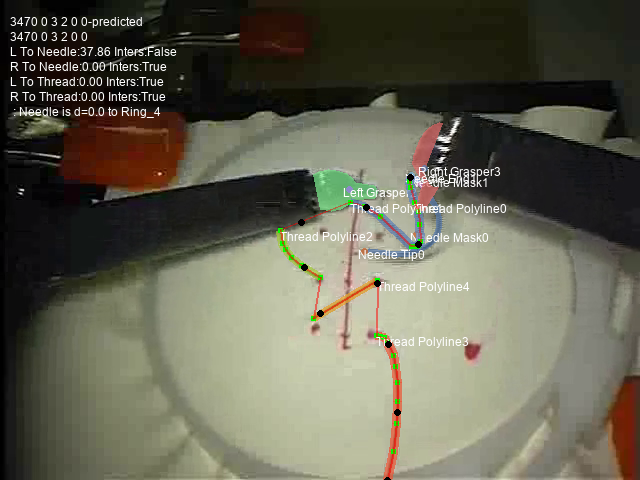 3470 0 3 2 0 0-predicted
3470 0 3 2 0 0
L To Needle:37.86 Inters:False
R To Needle:0.00 Inters:True
L To Thread:0.00 Inters:True
R To Thread:0.00 Inters:True
: Needle is d=0.0 to Ring_4
Right Grasper3
Needle Mask1
Left Grasper
Thread Polyline0
Thread Polyline2
Needle Mask0
Needle Tip0
Thread Polyline4
Thread Polyline3